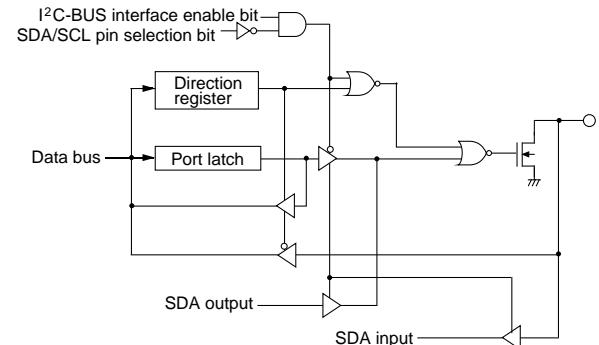 I²C-BUS interface enable bit
SDA/SCL pin selection bit
Direction
register
Data bus
Port latch
SDA output
SDA input